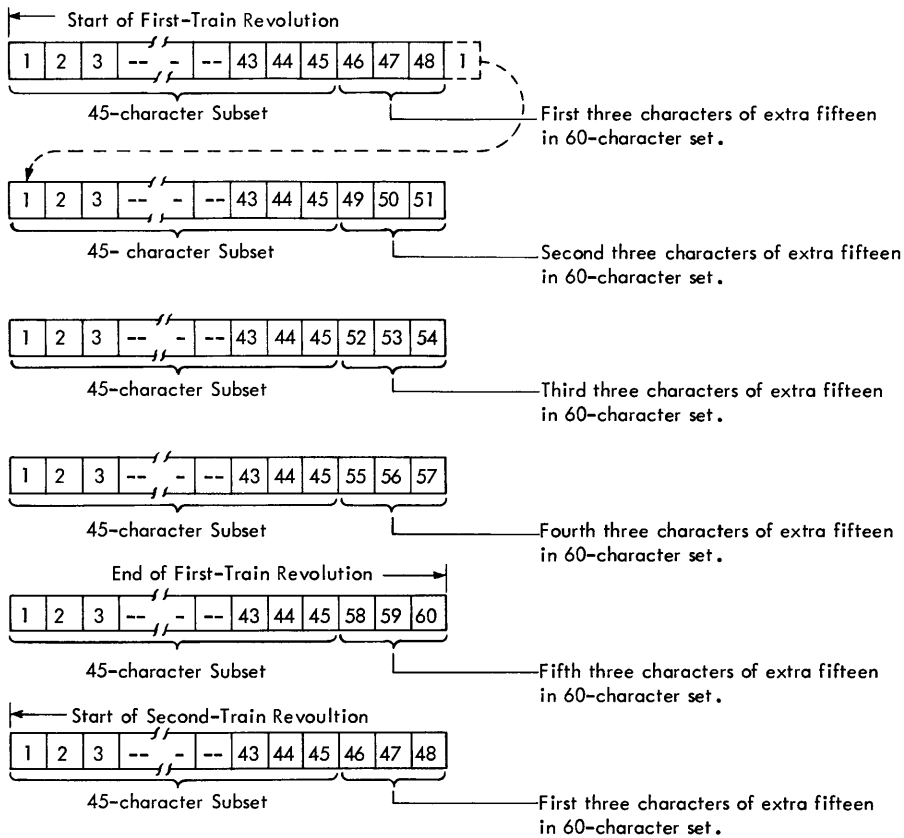 Start of First-Train Revolution
1 2 3 -- - -- 43 44 45 46 47 48 1
45-character Subset
First three characters of extra fifteen
in 60-character set.
1 2 3 -- - -- 43 44 45 49 50 51
45- character Subset
Second three characters of extra fifteen
in 60-character set.
1 2 3 -- - -- 43 44 45 52 53 54
45-character Subset
Third three characters of extra fifteen
in 60-character set.
1 2 3 -- - -- 43 44 45 55 56 57
45-character Subset
Fourth three characters of extra fifteen
in 60-character set.
End of First-Train Revolution
1 2 3 -- - -- 43 44 45 58 59 60
45-character Subset
Fifth three characters of extra fifteen
in 60-character set.
Start of Second-Train Revoultion
1 2 3 -- - -- 43 44 45 46 47 48
45-character Subset
First three characters of extra fifteen
in 60-character set.